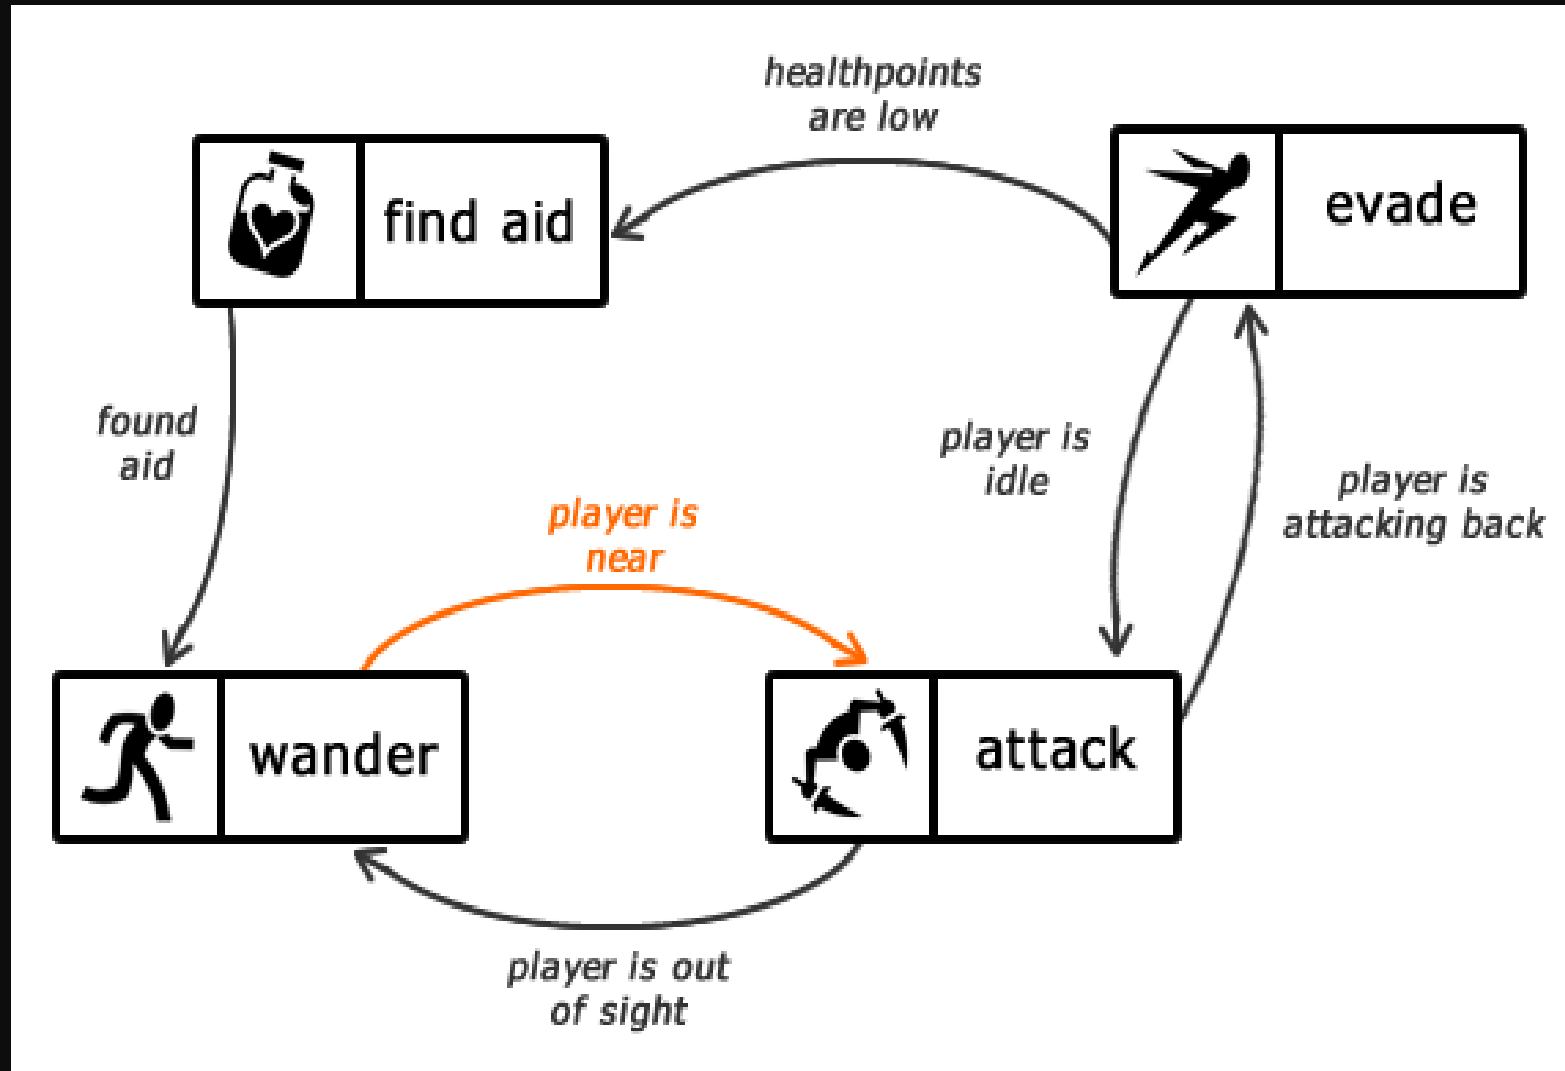 healthpoints
are low
find aid
evade
found
aid
player is
idle
player is
attacking back
player is
near
wander
attack
player is out
of sight